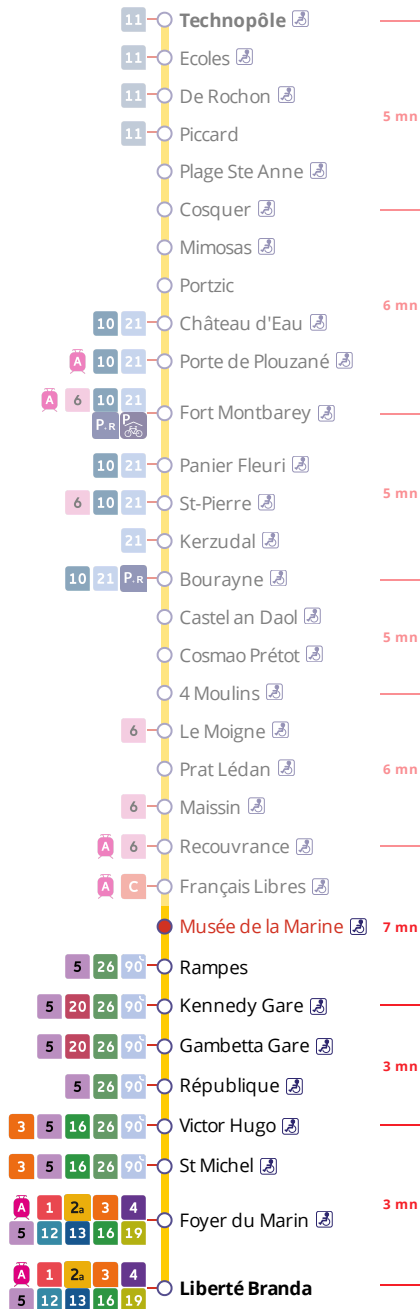 11 Technopôle
11 Ecoles
11 De Rochon
5 mn
11 Piccard
Plage Ste Anne
Cosquer
Mimosas
Portzic
6 mn
10 21 Château d'Eau
A 10 21 Porte de Plouzané
A 6 10 21
Fort Montbarey
P+R P
10 21 Panier Fleuri
5 mn
6 10 21 St-Pierre
21 Kerzudal
10 21 P+R Bourayne
Castel an Daol
5 mn
Cosmao Prétot
4 Moulins
6 Le Moigne
Prat Lédan 6 mn
6 Maissin
A 6 Recouvrance
A C Français Libres
Musée de la Marine 7 mn
5 26 90 Rampes
5 20 26 90 Kennedy Gare
5 20 26 90 Gambetta Gare
3 mn
5 26 90 République
3 5 16 26 90 Victor Hugo
3 5 16 26 90 St Michel
A 1 2a 3 4
3 mn
Foyer du Marin
5 12 13 16 19
A 1 2a 3 4
Liberté Branda
5 12 13 16 19